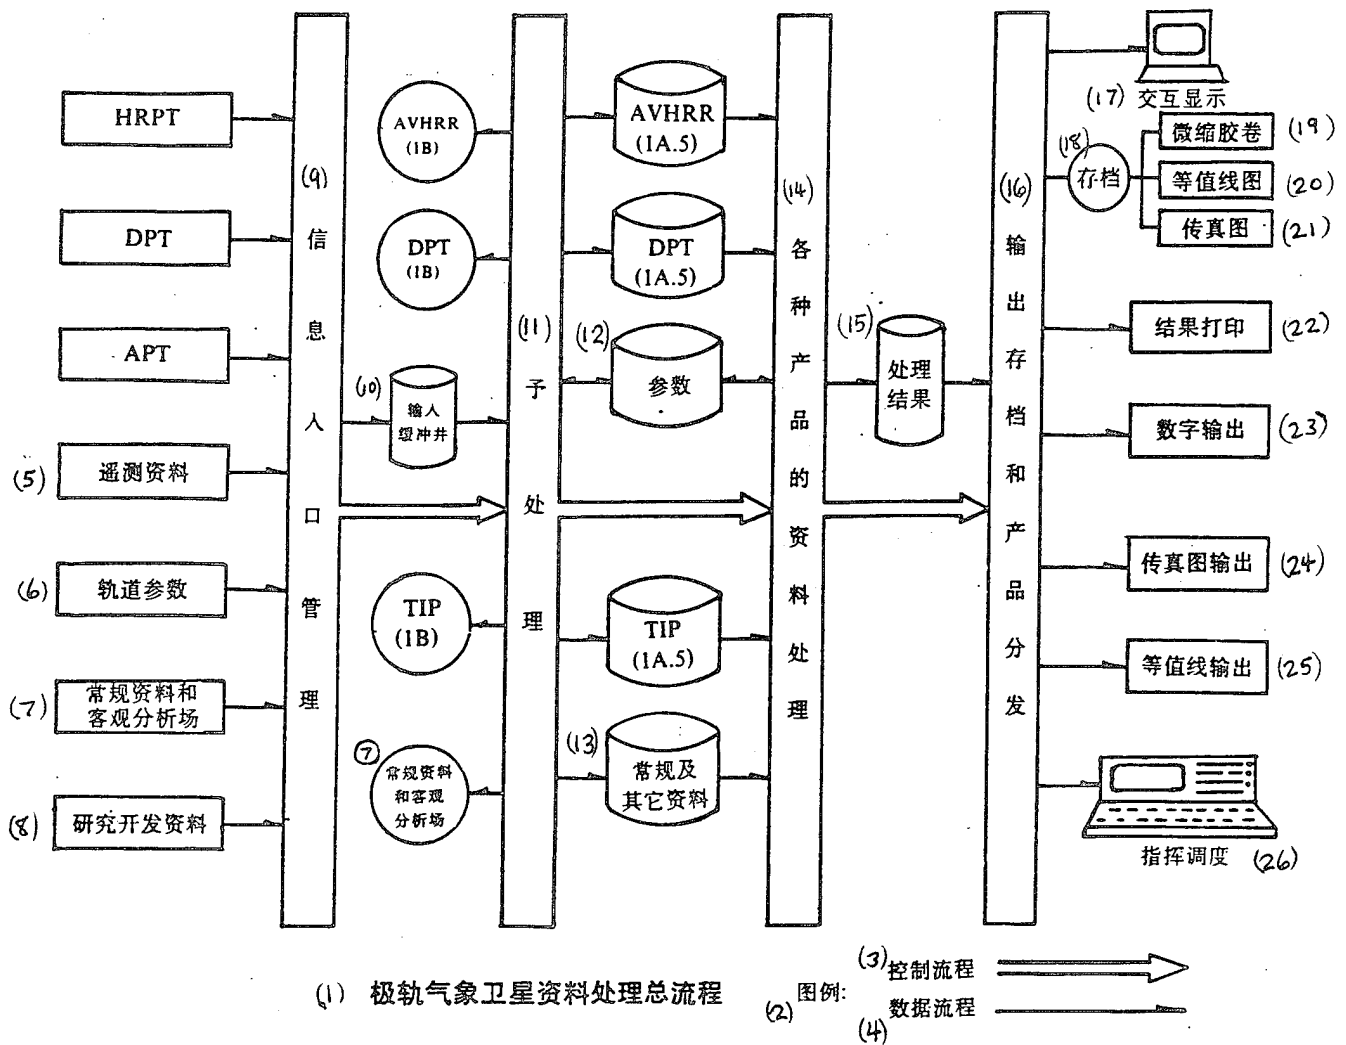 HRPT
DPT
APT
(5) 遥测资料
(6) 轨道参数
(7) 常规资料和
客观分析场
(8) 研究开发资料
(9) 信息人口管理
AVHRR
(1B)
DPT
(1B)
(10) 输人
缓冲井
TIP
(1B)
(7) 常规资料
和客观
分析场
(11) 予处理
AVHRR
(1A.5)
DPT
(1A.5)
(12) 参数
TIP
(1A.5)
(13) 常规及
其它资料
(14) 各种产品的资料处理
(15) 处理
结果
(16) 输出存档和产品分发
(17) 交互显示
(18) 存档
微缩胶卷 (19)
等值线图 (20)
传真图 (21)
结果打印 (22)
数字输出 (23)
传真图输出 (24)
等值线输出 (25)
指挥调度 (26)
(1) 极轨气象卫星资料处理总流程
(2) 图例:
(3) 控制流程
(4) 数据流程